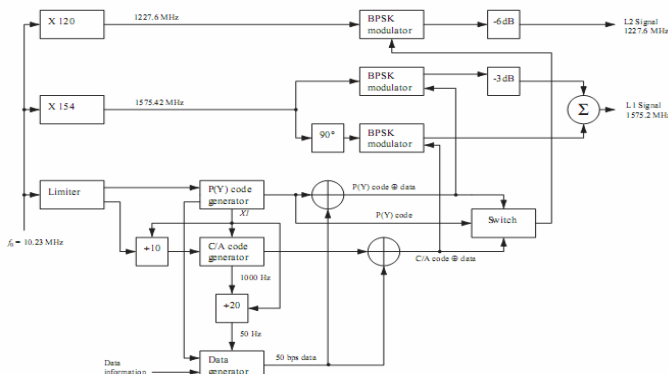 X 120
1227.6 MHz
BPSK
modulator
-6dB
L2 Signal
1227.6 MHz
X 154
1575.42 MHz
BPSK
modulator
-3dB
Σ
L1 Signal
1575.2 MHz
90°
BPSK
modulator
Limiter
P(Y) code
generator
P(Y) code ⊕ data
X1
P(Y) code
Switch
f₀ = 10.23 MHz
÷10
C/A code
generator
C/A code ⊕ data
1000 Hz
÷20
50 Hz
Data
information
Data
generator
50 bps data